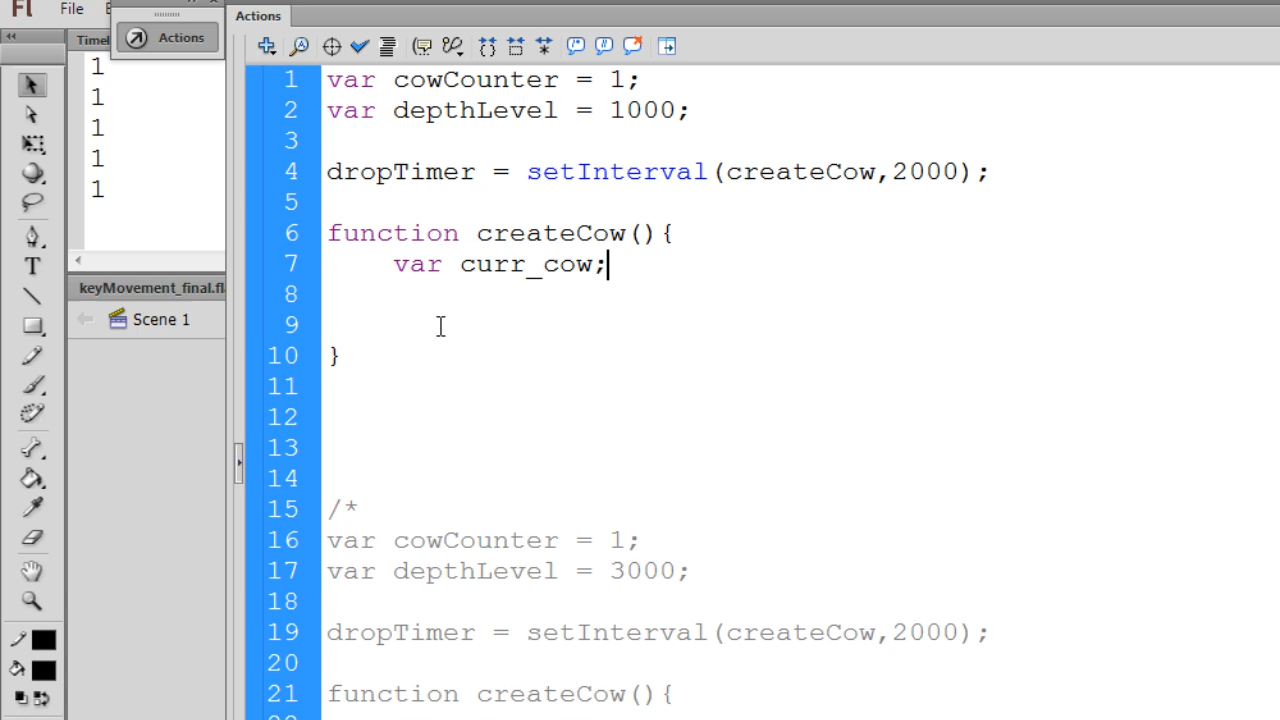 Fl File
Actions
Timel
Actions
1
1
1
1
1
keyMovement_final.fl
Scene 1
1 var cowCounter = 1;
2 var depthLevel = 1000;
3
4 dropTimer = setInterval(createCow,2000);
5
6 function createCow(){
7 var curr_cow;
8
9
10 }
11
12
13
14
15 /*
16 var cowCounter = 1;
17 var depthLevel = 3000;
18
19 dropTimer = setInterval(createCow,2000);
20
21 function createCow(){